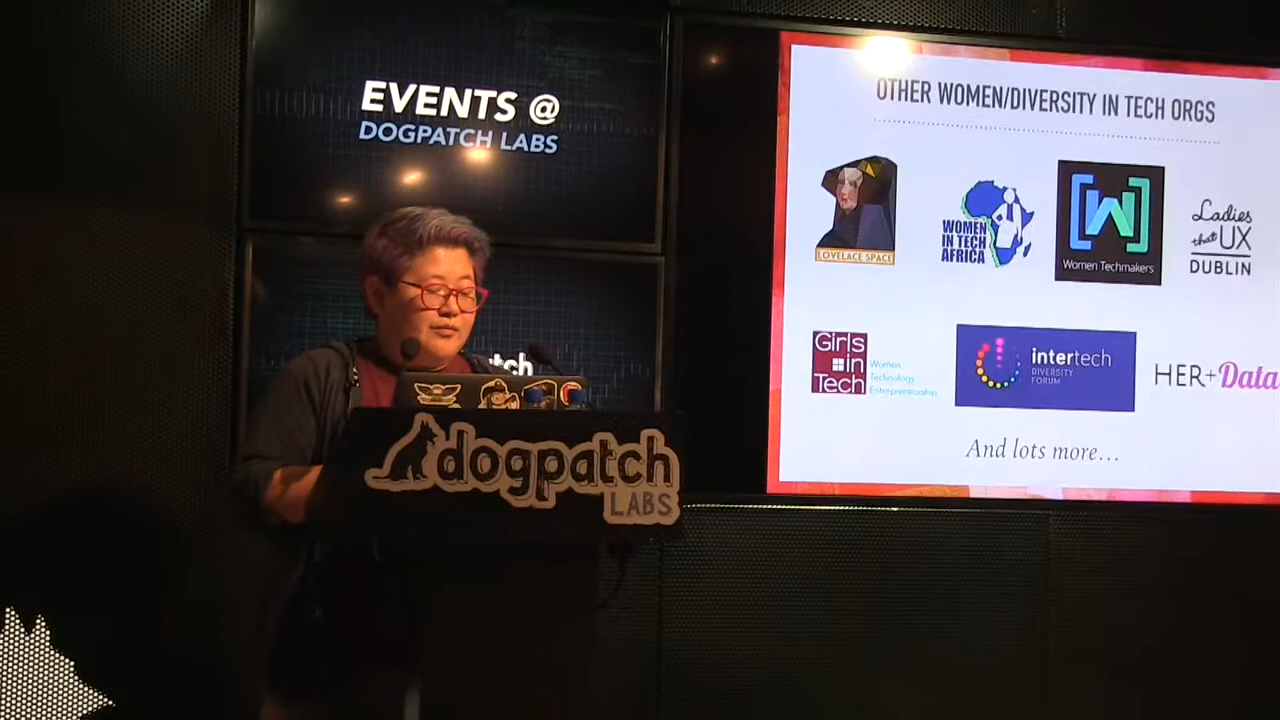 EVENTS @
DOGPATCH LABS
tch
dogpatch
LABS
OTHER WOMEN/DIVERSITY IN TECH ORGS
LOVELACE SPACE
WOMEN
IN TECH
AFRICA
W
Women Techmakers
Ladies
that UX
DUBLIN
Girls
in
Tech
Women
Technology
Entrepreneurship
intertech
DIVERSITY
FORUM
HER+Data
And lots more...